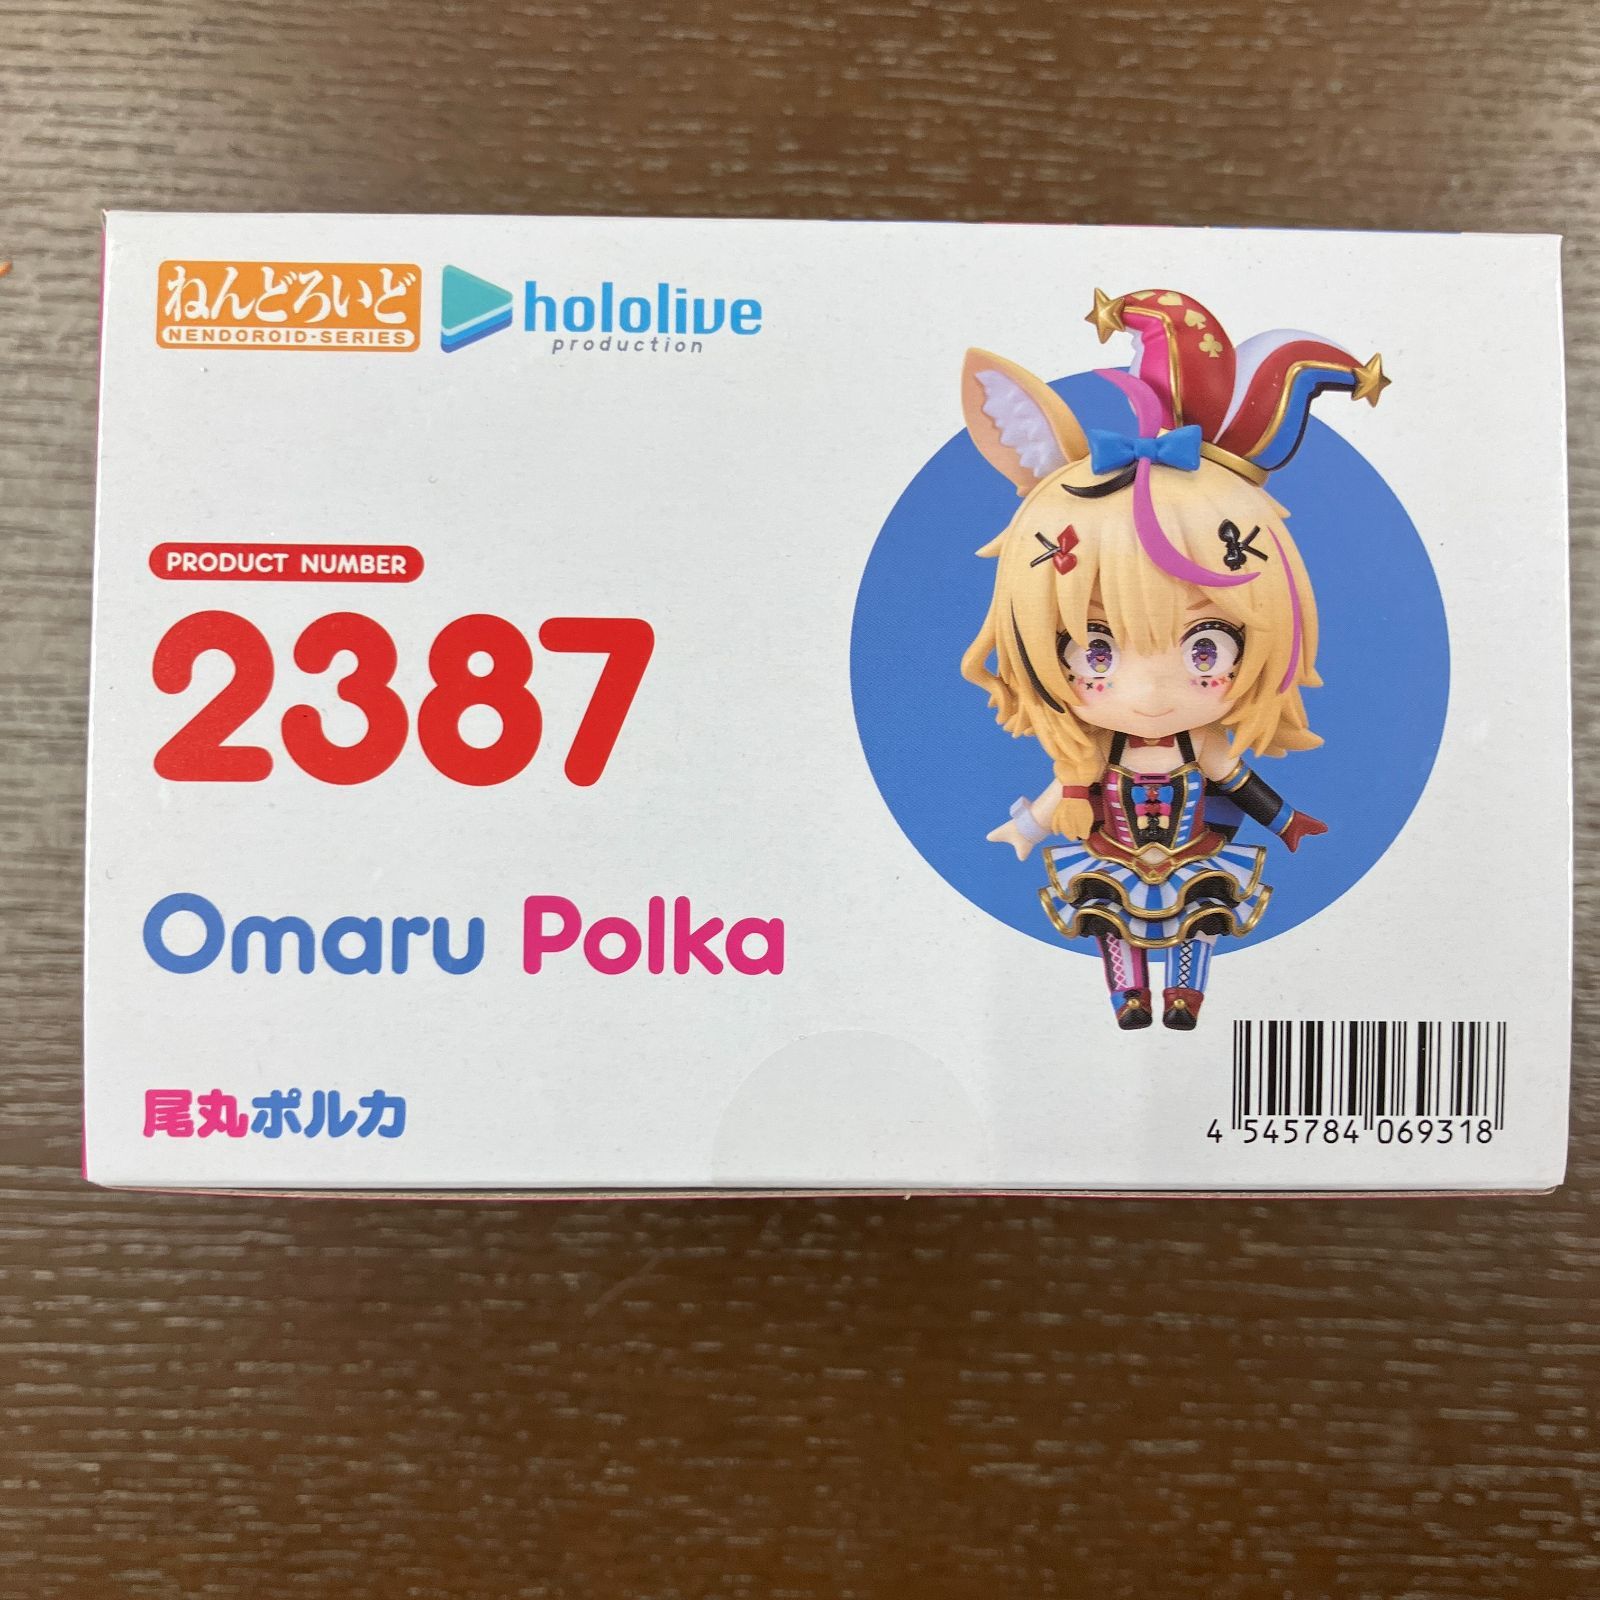 ねんどろいど
NENDOROID·SERIES
hololive
production
PRODUCT NUMBER
2387
Omaru Polka
尾丸ポルカ
4 545784 069318